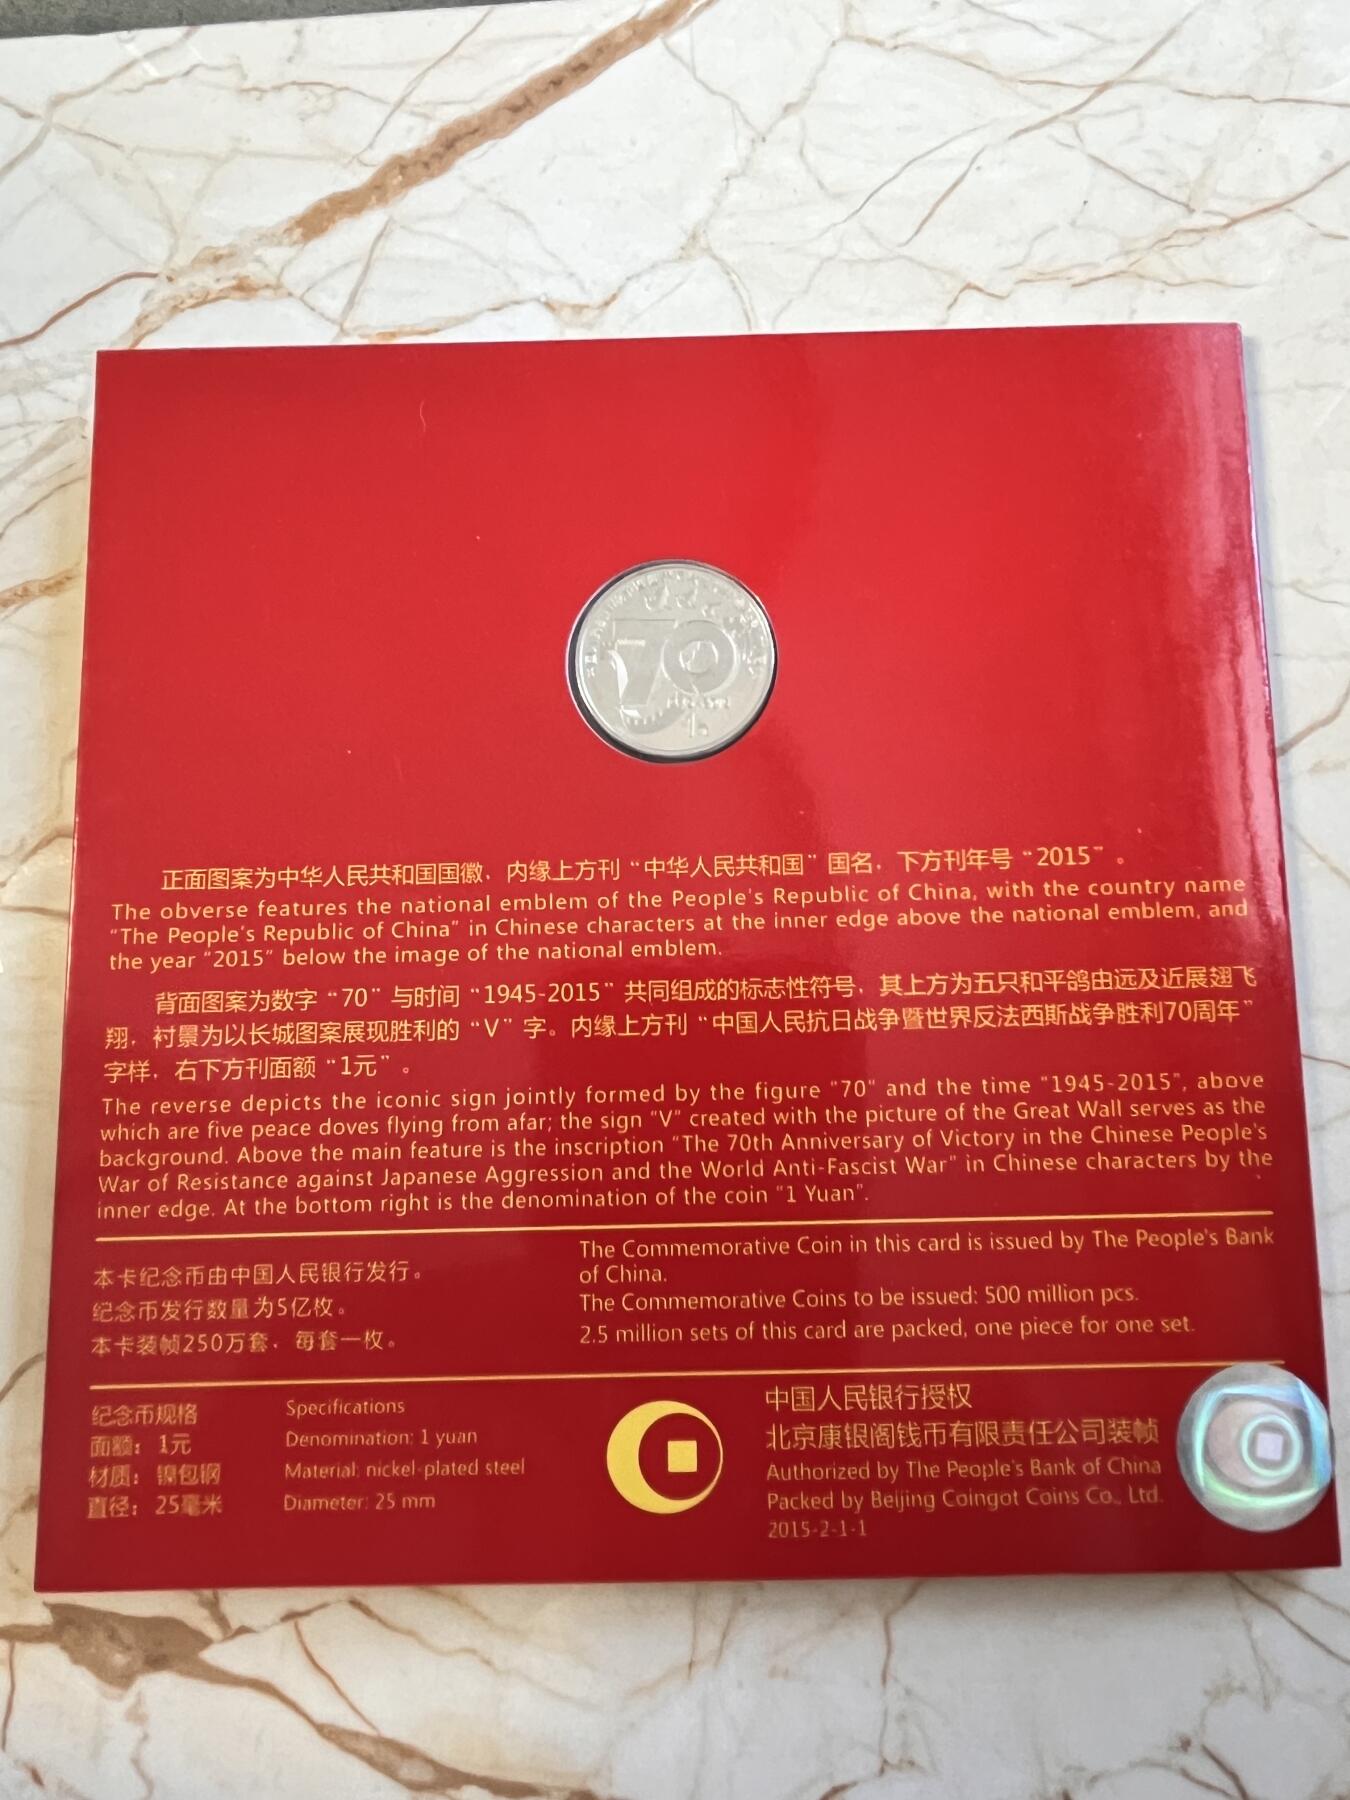 70
正面图案为中华人民共和国国徽，内缘上方刊“中华人民共和国”国名，下方刊年号“2015”。
The obverse features the national emblem of the People's Republic of China, with the country name
“The People's Republic of China” in Chinese characters at the inner edge above the national emblem, and
the year “2015” below the image of the national emblem.
背面图案为数字“70”与时间“1945-2015”共同组成的标志性符号，其上方为五只和平鸽由远及近展翅飞
翔，衬景为以长城图案展现胜利的“V”字。内缘上方刊“中国人民抗日战争暨世界反法西斯战争胜利70周年”
字样，右下方刊面额“1元”。
The reverse depicts the iconic sign jointly formed by the figure “70” and the time “1945-2015”, above
which are five peace doves flying from afar; the sign “V” created with the picture of the Great Wall serves as the
background. Above the main feature is the inscription “The 70th Anniversary of Victory in the Chinese People's
War of Resistance against Japanese Aggression and the World Anti-Fascist War” in Chinese characters by the
inner edge. At the bottom right is the denomination of the coin “1 Yuan”.
本卡纪念币由中国人民银行发行。
纪念币发行数量为5亿枚。
本卡装帧250万套，每套一枚。
The Commemorative Coin in this card is issued by The People's Bank
of China.
The Commemorative Coins to be issued: 500 million pcs.
2.5 million sets of this card are packed, one piece for one set.
纪念币规格
面额：1元
材质：镍包钢
直径：25毫米
Specifications
Denomination: 1 yuan
Material: nickel-plated steel
Diameter: 25 mm
中国人民银行授权
北京康银阁钱币有限责任公司装帧
Authorized by The People's Bank of China
Packed by Beijing Coingot Coins Co., Ltd.
2015-2-1-1